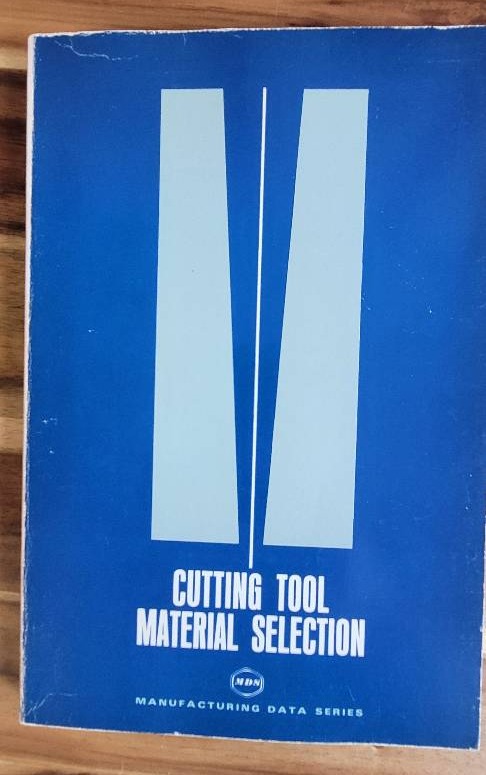 CUTTING TOOL
MATERIAL SELECTION
MDS
MANUFACTURING DATA SERIES